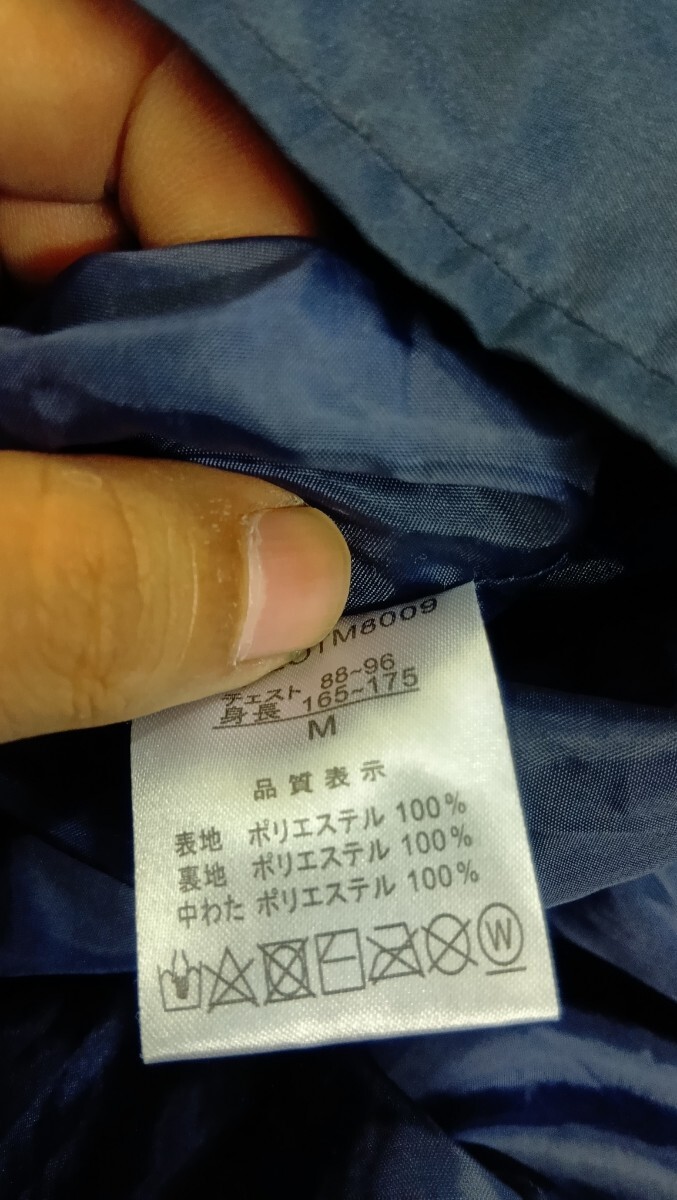 01M8009
チェスト 88~96
身長 165~175
M
品質表示
表地 ポリエステル 100%
裏地 ポリエステル 100%
中わた ポリエステル 100%
W